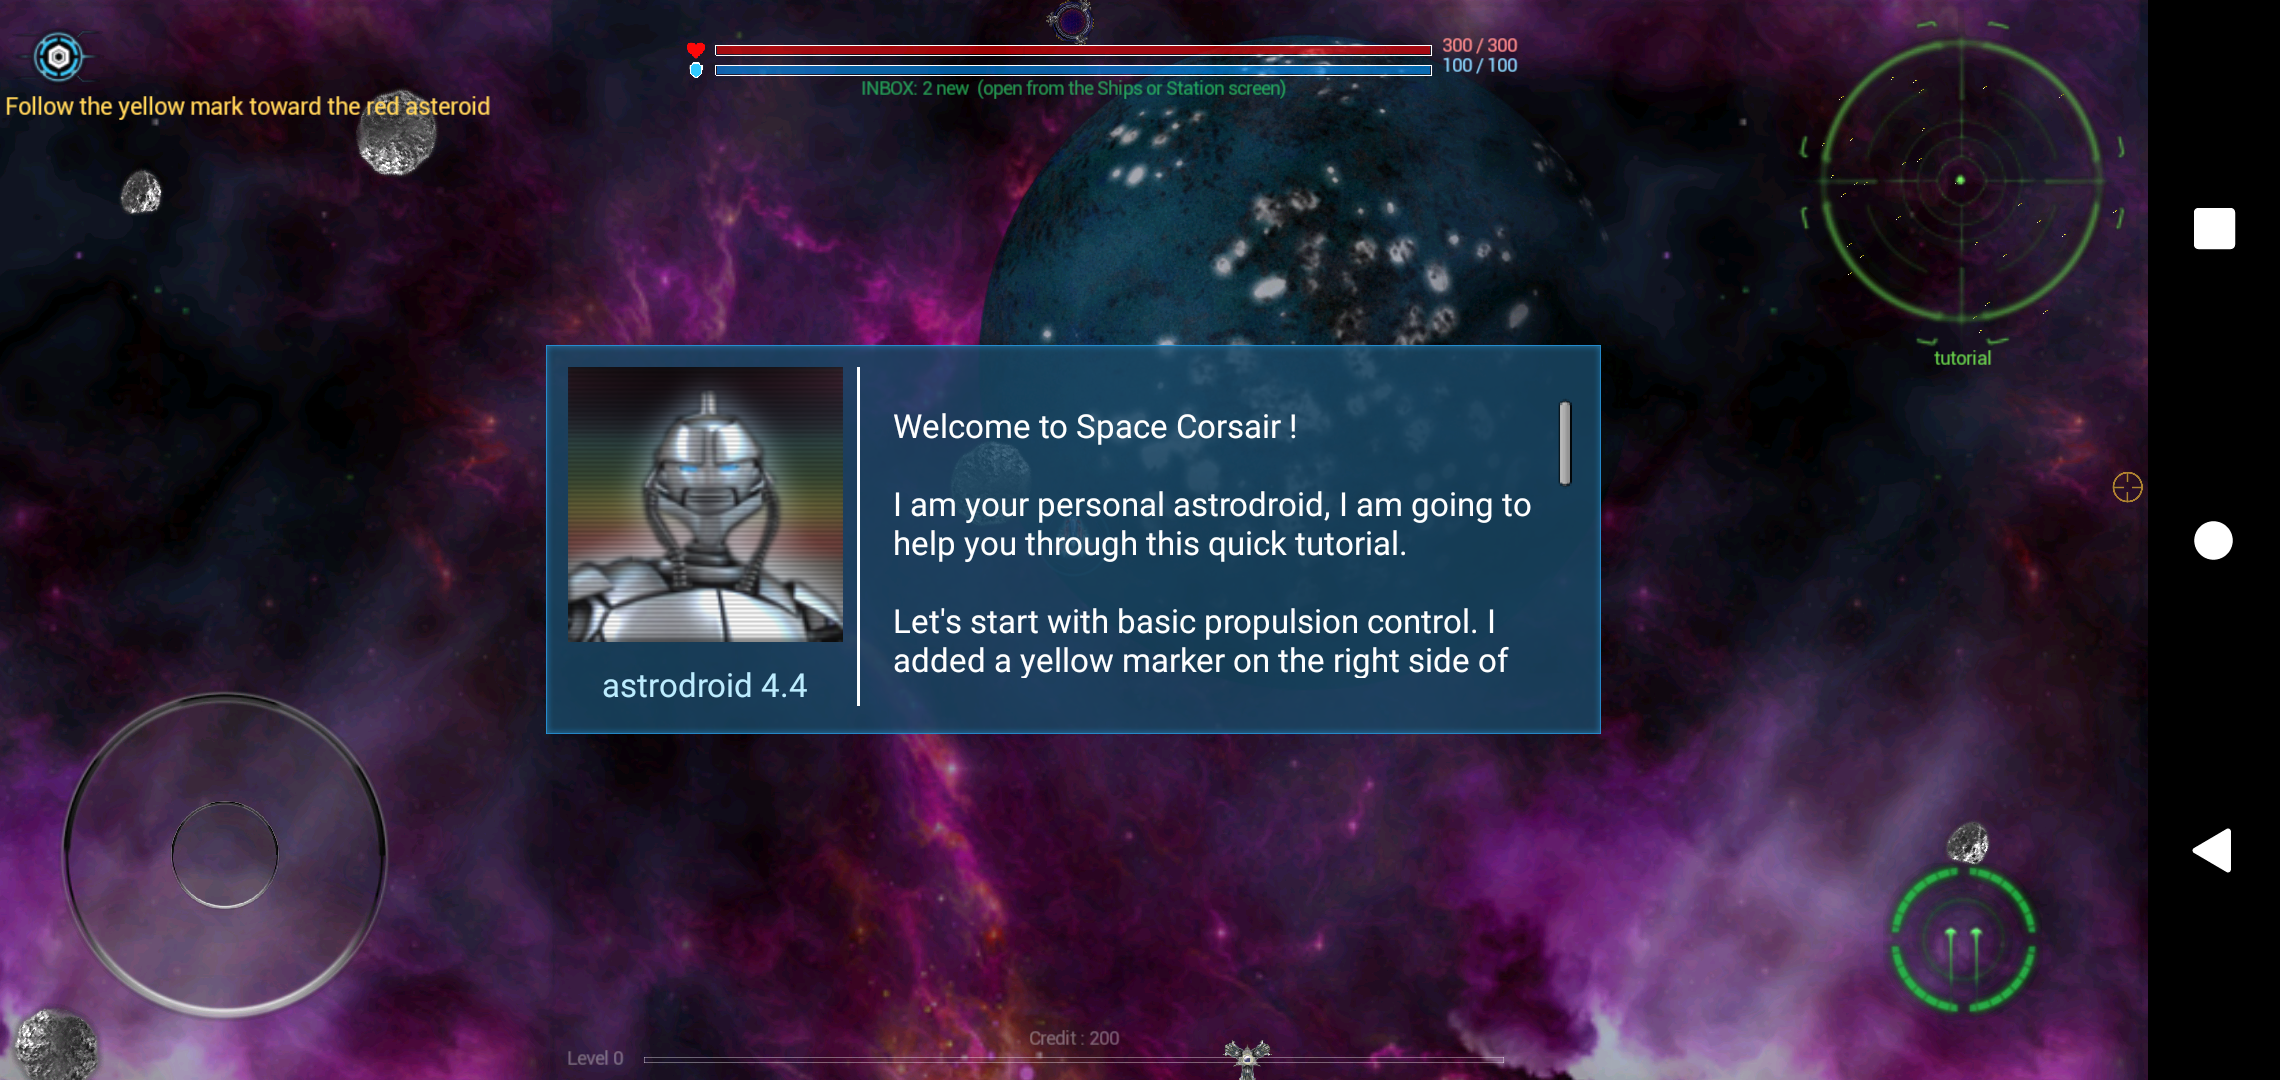 300 / 300
100 / 100
INBOX: 2 new  (open from the Ships or Station screen)
Follow the yellow mark toward the red asteroid
tutorial
Welcome to Space Corsair !
I am your personal astrodroid, I am going to
help you through this quick tutorial.
Let's start with basic propulsion control. I
added a yellow marker on the right side of
astrodroid 4.4
Credit : 200
Level 0